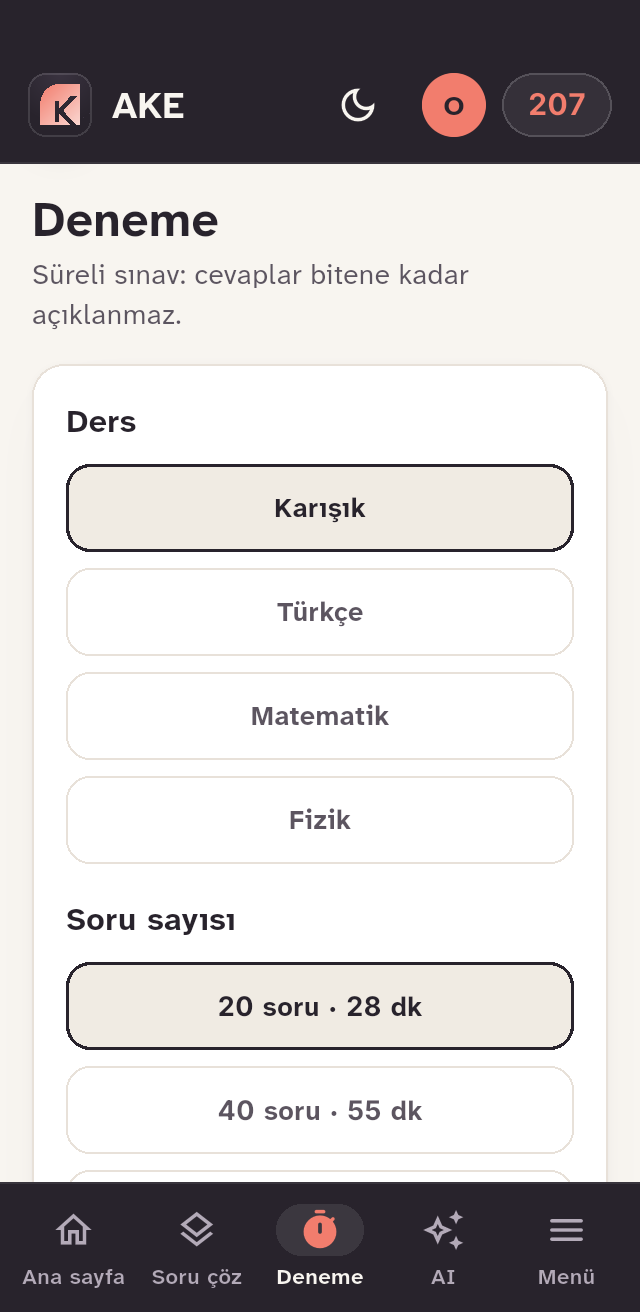 K
AKE
O
207
Deneme
Süreli sınav: cevaplar bitene kadar
açıklanmaz.
Ders
Karışık
Türkçe
Matematik
Fizik
Soru sayısı
20 soru · 28 dk
40 soru · 55 dk
Ana sayfa
Soru çöz
Deneme
AI
Menü